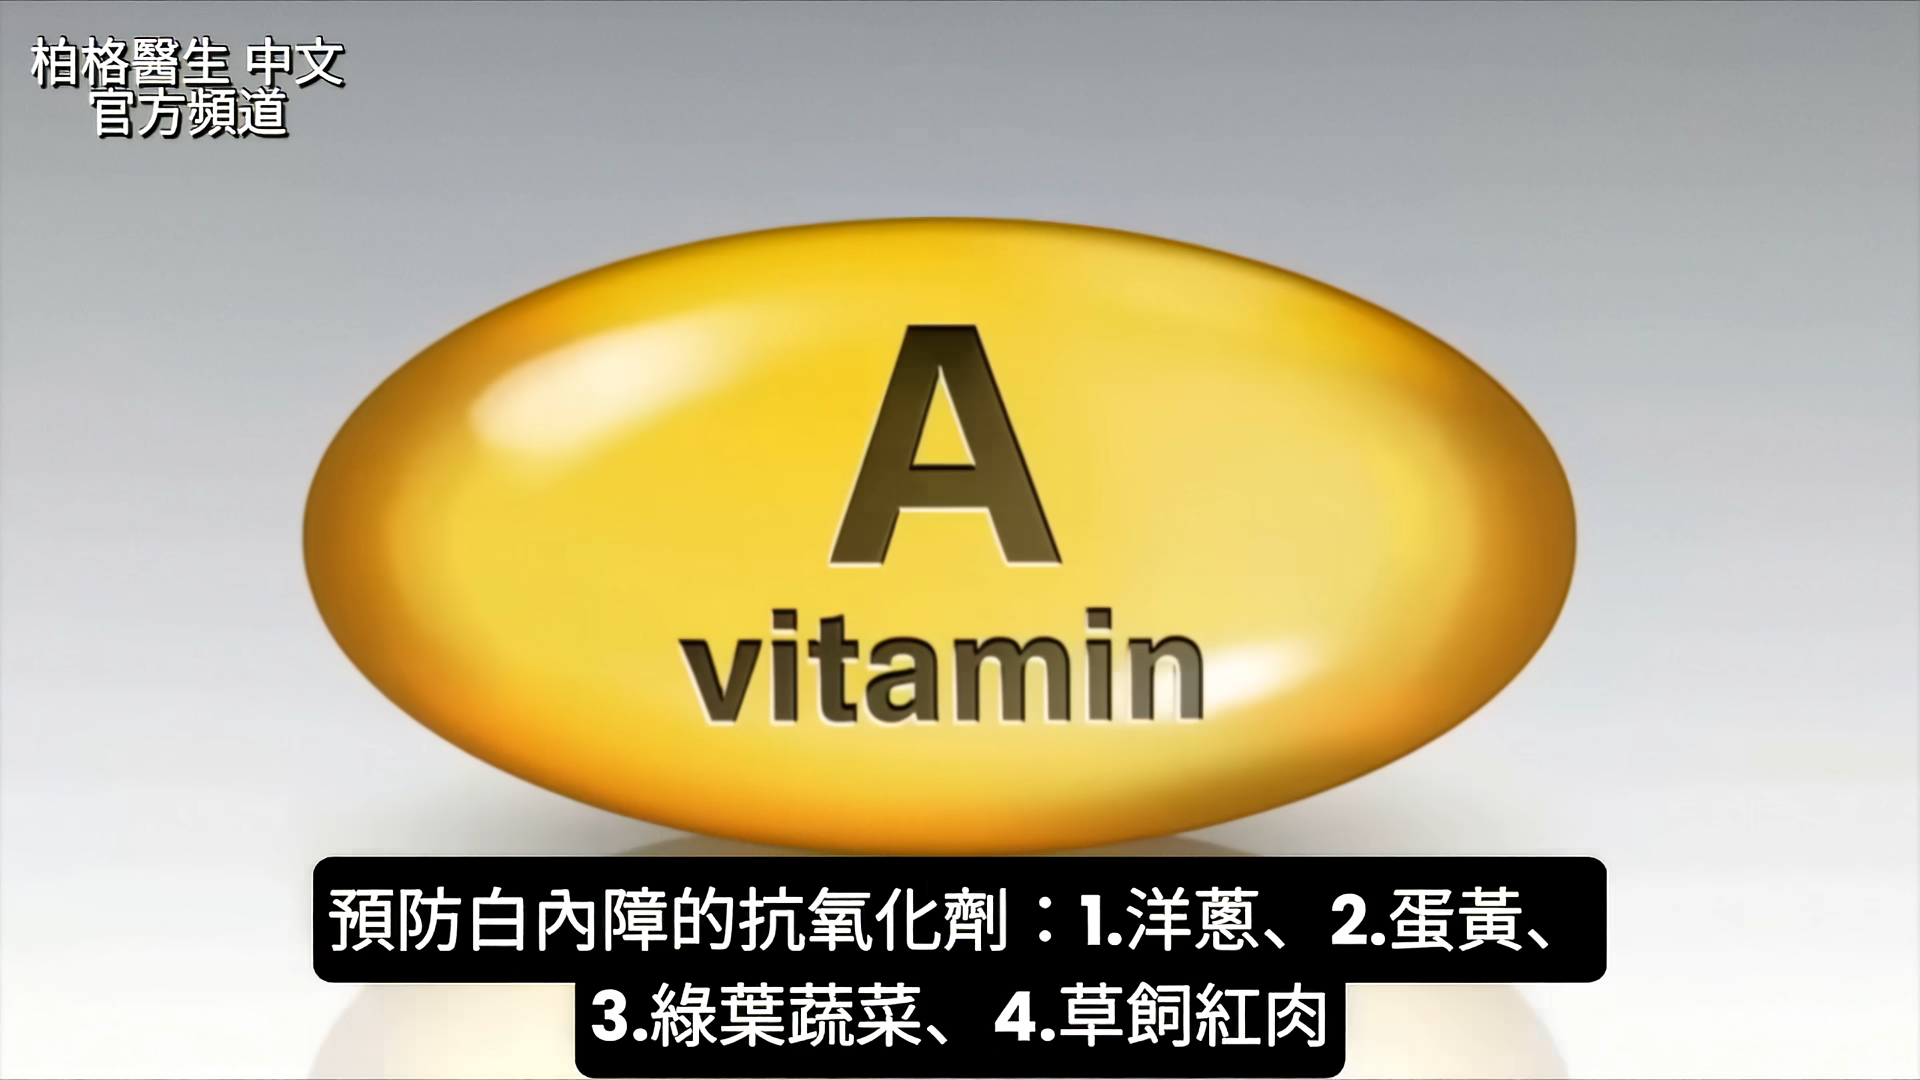 柏格醫生 中文
官方頻道
A
vitamin
預防白內障的抗氧化劑：1.洋蔥、2.蛋黃、
3.綠葉蔬菜、4.草飼紅肉